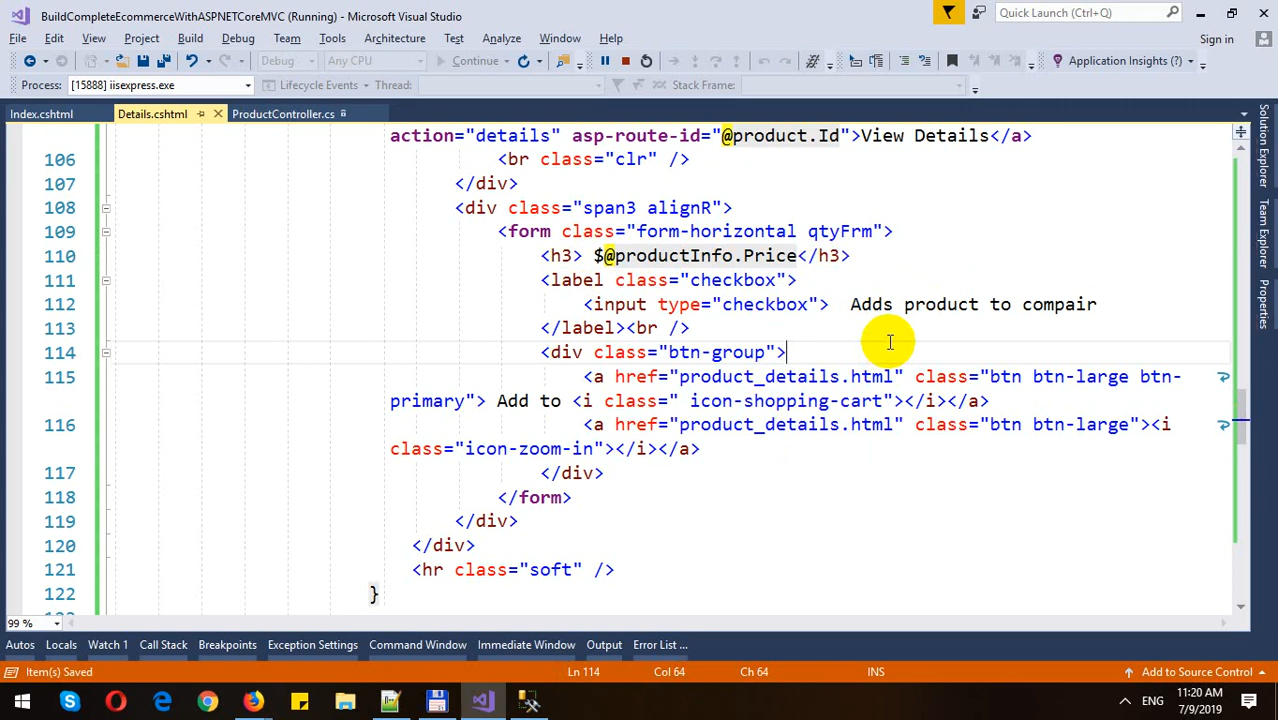 BuildCompleteEcommerceWithASPNETCoreMVC (Running) - Microsoft Visual Studio
Quick Launch (Ctrl+Q)
File Edit View Project Build Debug Team Tools Architecture Test Analyze Window Help
Sign in
Debug Any CPU Continue Application Insights
Process: [15888] iisexpress.exe Lifecycle Events Thread: Stack Frame:
Index.cshtml Details.cshtml ProductController.cs
action="details" asp-route-id="@product.Id">View Details</a>
106 <br class="clr" />
107 </div>
108 <div class="span3 alignR">
109 <form class="form-horizontal qtyFrm">
110 <h3> $@productInfo.Price</h3>
111 <label class="checkbox">
112 <input type="checkbox"> Adds product to compair
113 </label><br />
114 <div class="btn-group">
115 <a href="product_details.html" class="btn btn-large btn-
primary"> Add to <i class=" icon-shopping-cart"></i></a>
116 <a href="product_details.html" class="btn btn-large"><i
class="icon-zoom-in"></i></a>
117 </div>
118 </form>
119 </div>
120 </div>
121 <hr class="soft" />
122 }
Solution Explorer
Team Explorer
Properties
99 %
Autos Locals Watch 1 Call Stack Breakpoints Exception Settings Command Window Immediate Window Output Error List ...
Item(s) Saved Ln 114 Col 64 Ch 64 INS Add to Source Control
ENG
11:20 AM
7/9/2019